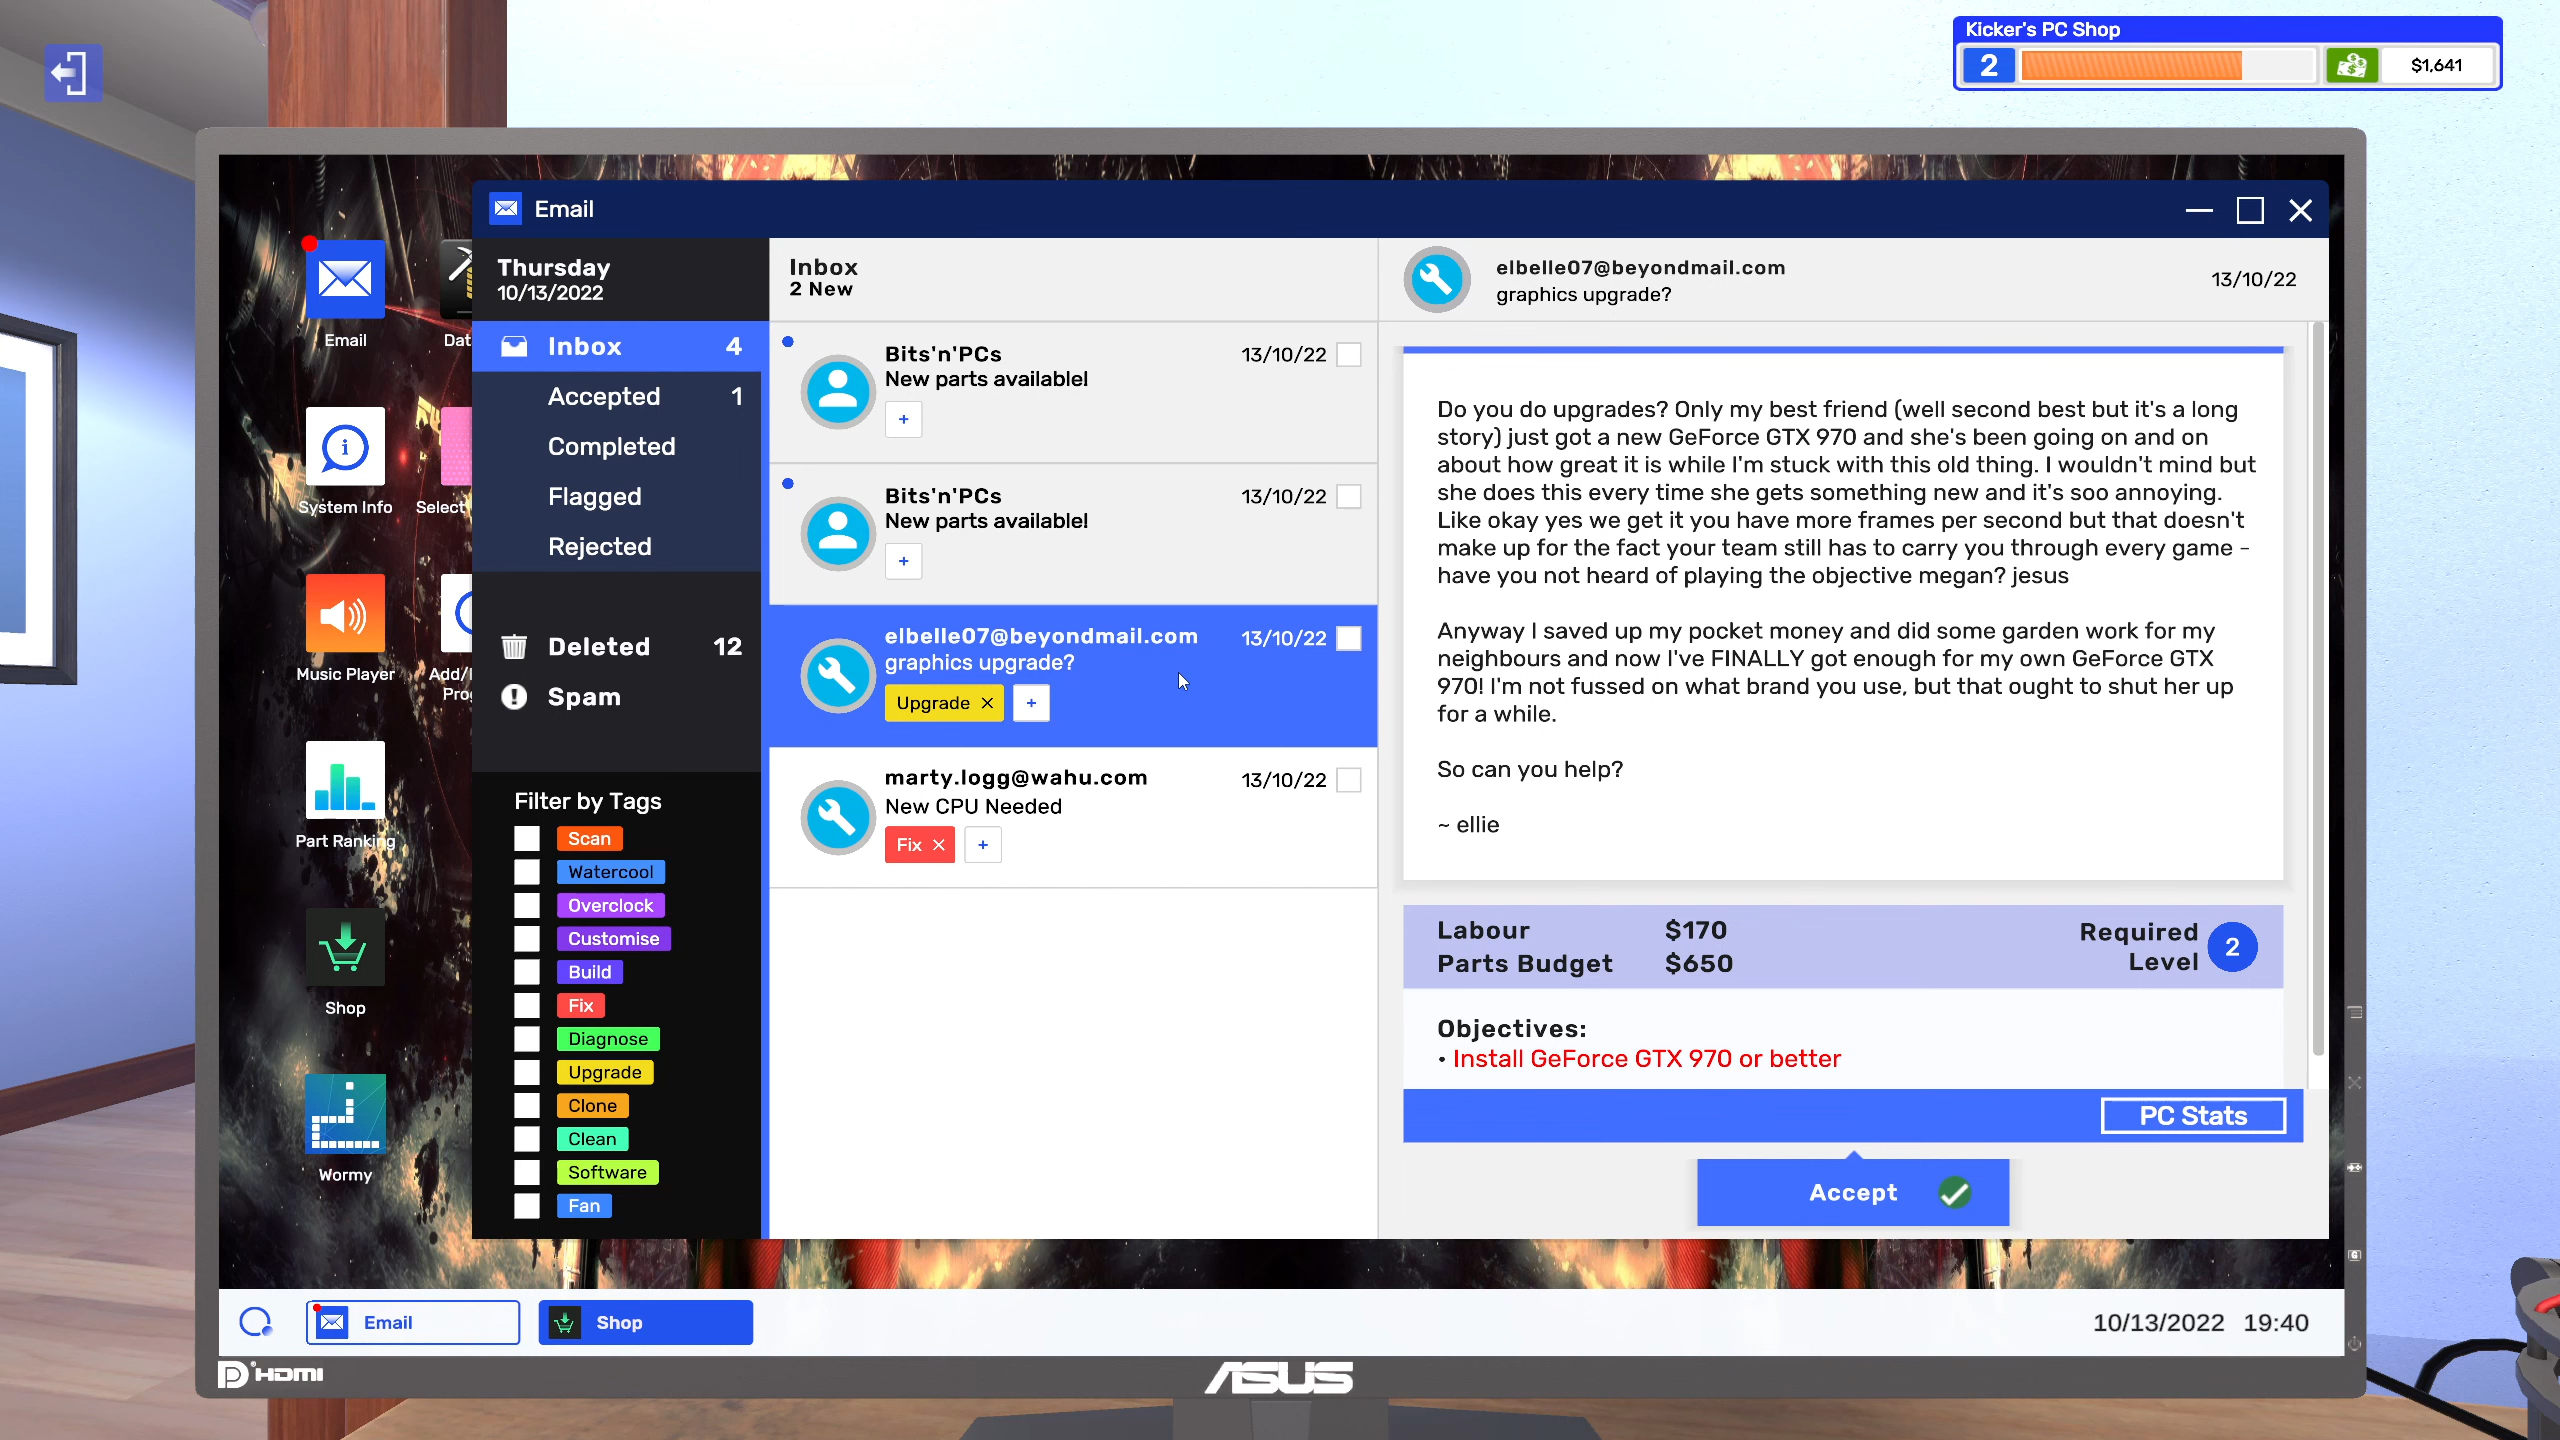 Kicker's PC Shop
2
$1,641
Email
Thursday
10/13/2022
Inbox 4
Accepted 1
Completed
Flagged
Rejected
Deleted 12
Spam
Filter by Tags
Scan
Watercool
Overclock
Customise
Build
Fix
Diagnose
Upgrade
Clone
Clean
Software
Fan
Inbox
2 New
Bits'n'PCs 13/10/22
New parts available!
+
Bits'n'PCs 13/10/22
New parts available!
+
elbelle07@beyondmail.com 13/10/22
graphics upgrade?
Upgrade × +
marty.logg@wahu.com 13/10/22
New CPU Needed
Fix × +
elbelle07@beyondmail.com
graphics upgrade?
13/10/22
Do you do upgrades? Only my best friend (well second best but it's a long
story) just got a new GeForce GTX 970 and she's been going on and on
about how great it is while I'm stuck with this old thing. I wouldn't mind but
she does this every time she gets something new and it's soo annoying.
Like okay yes we get it you have more frames per second but that doesn't
make up for the fact your team still has to carry you through every game -
have you not heard of playing the objective megan? jesus
Anyway I saved up my pocket money and did some garden work for my
neighbours and now I've FINALLY got enough for my own GeForce GTX
970! I'm not fussed on what brand you use, but that ought to shut her up
for a while.
So can you help?
~ ellie
Labour $170
Parts Budget $650
Required
Level
2
Objectives:
• Install GeForce GTX 970 or better
PC Stats
Accept
Email
Dat
System Info
Select
Music Player
Add/
Pro
Part Ranking
Shop
Wormy
Email
Shop
10/13/2022 19:40
HDMI
ASUS